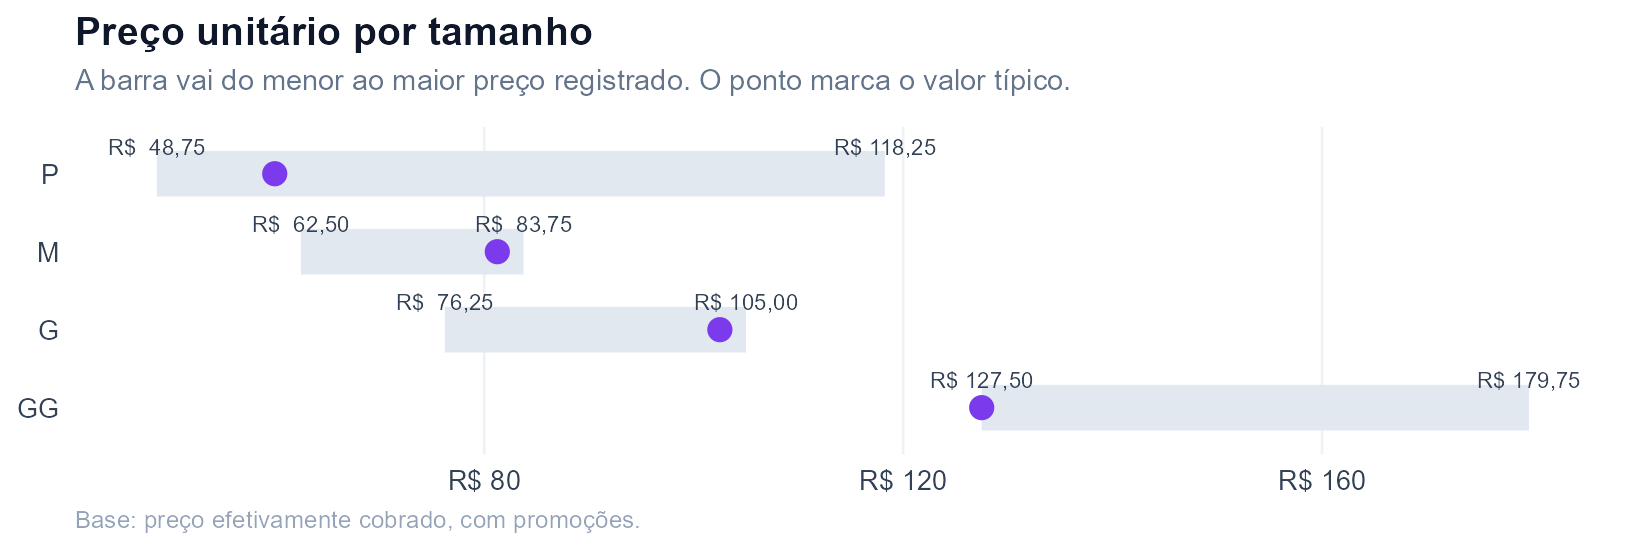 Preço unitário por tamanho
A barra vai do menor ao maior preço registrado. O ponto marca o valor típico.
R$  48,75 R$ 118,25
P
R$  62,50 R$  83,75
M
R$  76,25 R$ 105,00
G
R$ 127,50 R$ 179,75
GG
R$ 80 R$ 120 R$ 160
Base: preço efetivamente cobrado, com promoções.